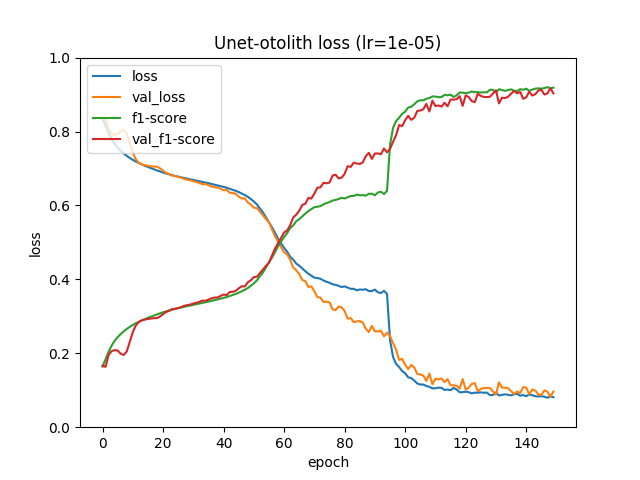 Unet-otolith loss (lr=1e-05)
loss
val_loss
f1-score
val_f1-score
1.0
0.8
0.6
0.4
0.2
0.0
loss
0 20 40 60 80 100 120 140
epoch